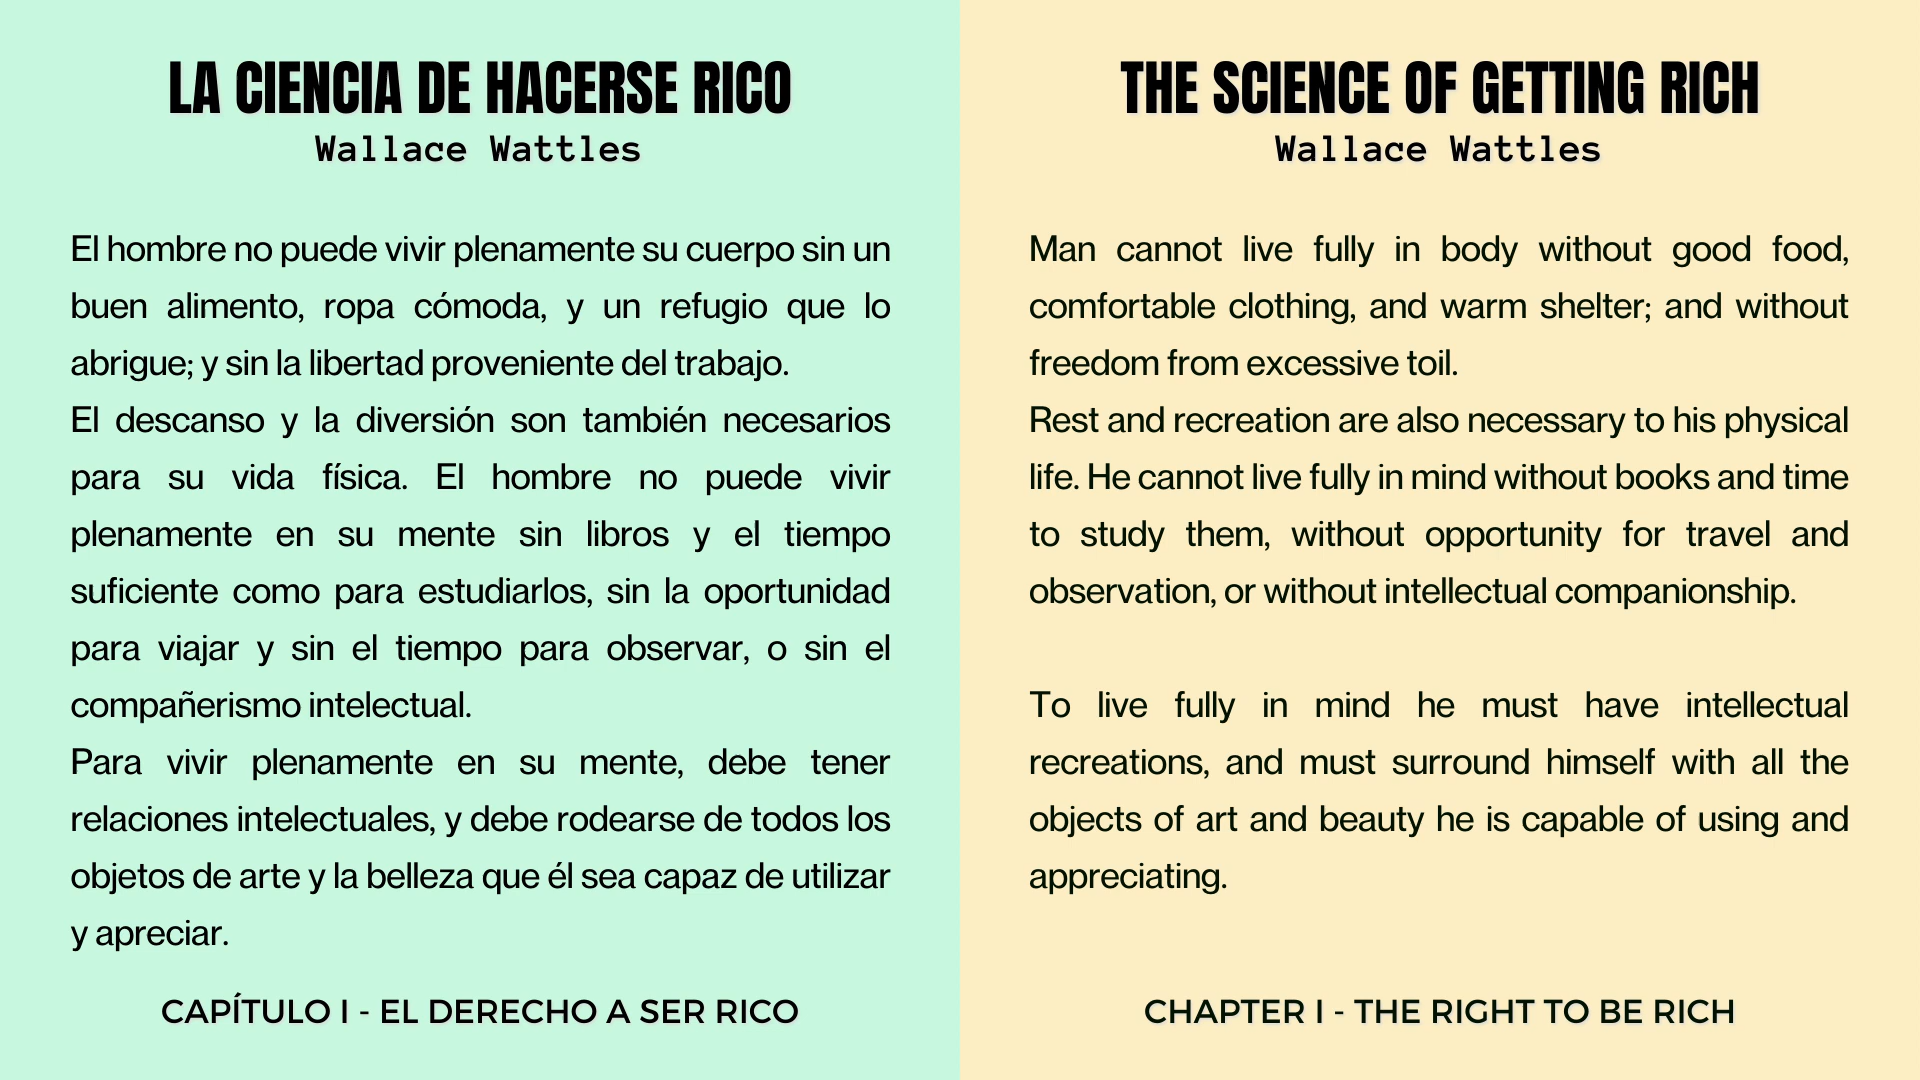 LA CIENCIA DE HACERSE RICO
Wallace Wattles
El hombre no puede vivir plenamente su cuerpo sin un
buen alimento, ropa cómoda, y un refugio que lo
abrigue; y sin la libertad proveniente del trabajo.
El descanso y la diversión son también necesarios
para su vida física. El hombre no puede vivir
plenamente en su mente sin libros y el tiempo
suficiente como para estudiarlos, sin la oportunidad
para viajar y sin el tiempo para observar, o sin el
compañerismo intelectual.
Para vivir plenamente en su mente, debe tener
relaciones intelectuales, y debe rodearse de todos los
objetos de arte y la belleza que él sea capaz de utilizar
y apreciar.
CAPÍTULO I - EL DERECHO A SER RICO
THE SCIENCE OF GETTING RICH
Wallace Wattles
Man cannot live fully in body without good food,
comfortable clothing, and warm shelter; and without
freedom from excessive toil.
Rest and recreation are also necessary to his physical
life. He cannot live fully in mind without books and time
to study them, without opportunity for travel and
observation, or without intellectual companionship.
To live fully in mind he must have intellectual
recreations, and must surround himself with all the
objects of art and beauty he is capable of using and
appreciating.
CHAPTER I - THE RIGHT TO BE RICH